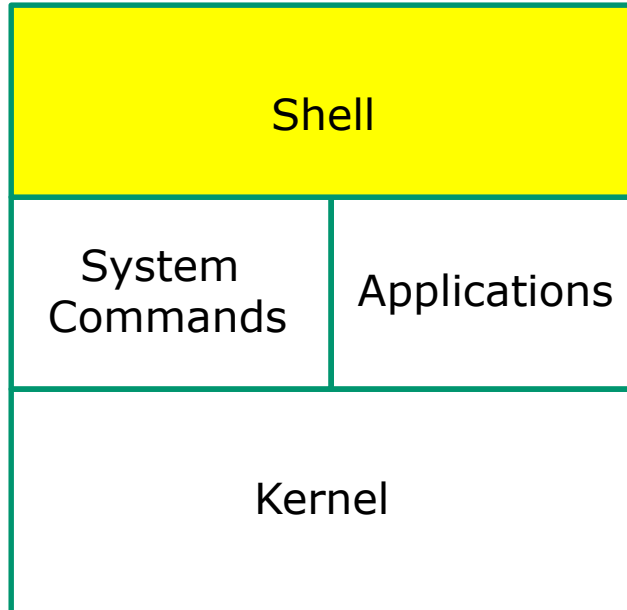 Shell
System
Commands
Applications
Kernel